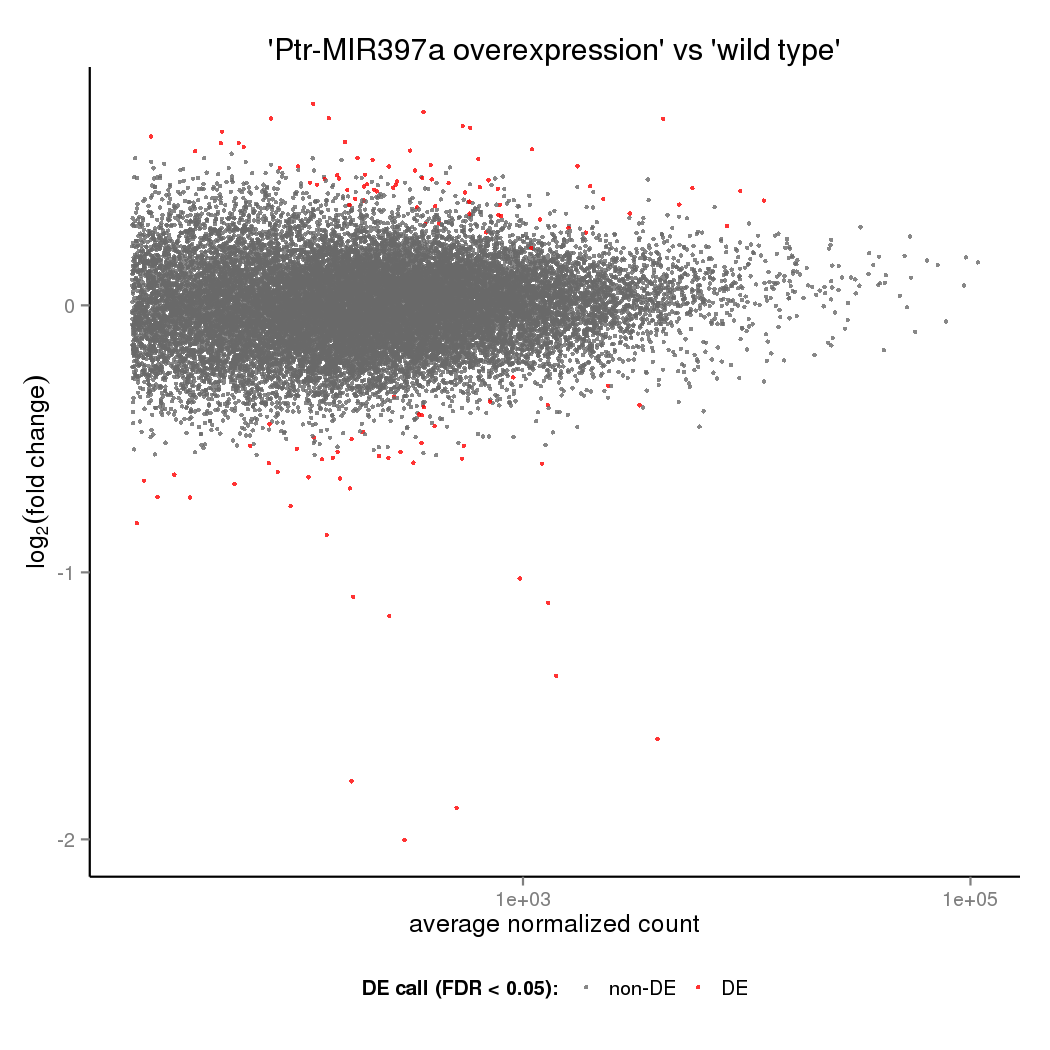 'Ptr-MIR397a overexpression' vs 'wild type'
log2(fold change)
0
-1
-2
1e+03
1e+05
average normalized count
DE call (FDR < 0.05):
non-DE
DE